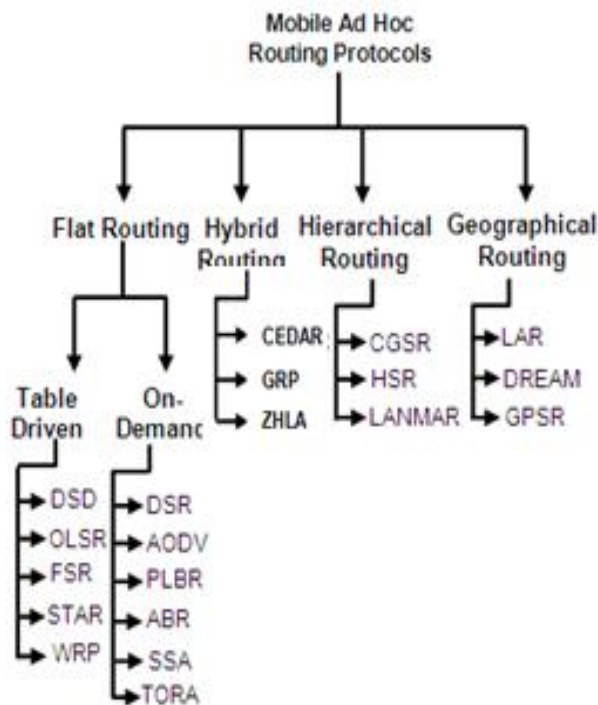 Mobile Ad Hoc
Routing Protocols
Flat Routing
Hybrid
Routing
Hierarchical
Routing
Geographical
Routing
CEDAR
GRP
ZHLA
CGSR
HSR
LANMAR
LAR
DREAM
GPSR
Table
Driven
On-
Demand
DSD
OLSR
FSR
STAR
WRP
DSR
AODV
PLBR
ABR
SSA
TORA